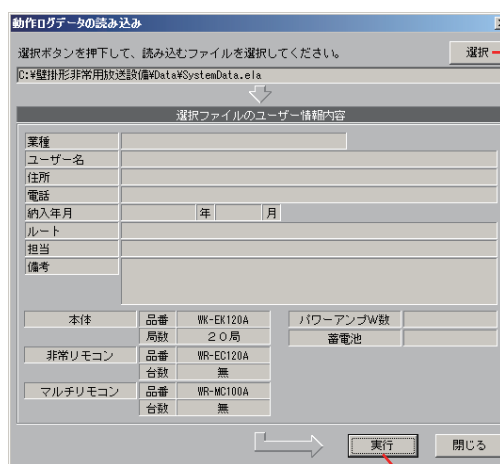 動作ログデータの読み込み
選択ボタンを押下して、読み込むファイルを選択してください。
選択
C:¥壁掛形非常用放送設備¥Data¥SystemData.ela
選択ファイルのユーザー情報内容
業種
ユーザー名
住所
電話
納入年月 年 月
ルート
担当
備考
本体 品番 WK-EK120A パワーアンプW数
局数 20局 蓄電池
非常リモコン 品番 WR-EC120A
台数 無
マルチリモコン 品番 WR-MC100A
台数 無
実行 閉じる